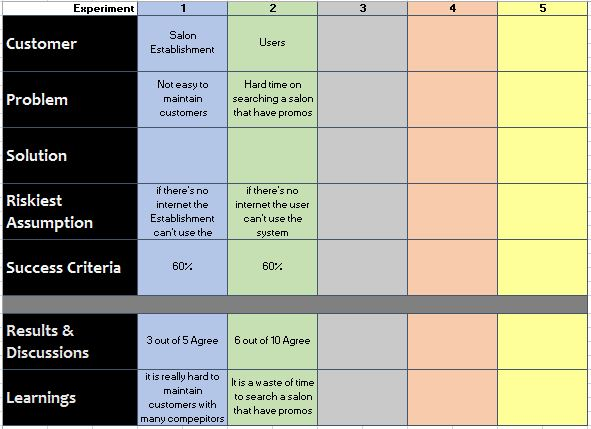 Experiment 1 2 3 4 5
Customer
Salon
Establishment
Users
Problem
Not easy to
maintain
customers
Hard time on
searching a salon
that have promos
Solution
Riskiest
Assumption
if there's no
internet the
Establishment
can't use the
if there's no
internet the user
can't use the
system
Success Criteria
60%
60%
Results &
Discussions
3 out of 5 Agree
6 out of 10 Agree
Learnings
it is really hard to
maintain
customers with
many compepitors
It is a waste of time
to search a salon
that have promos